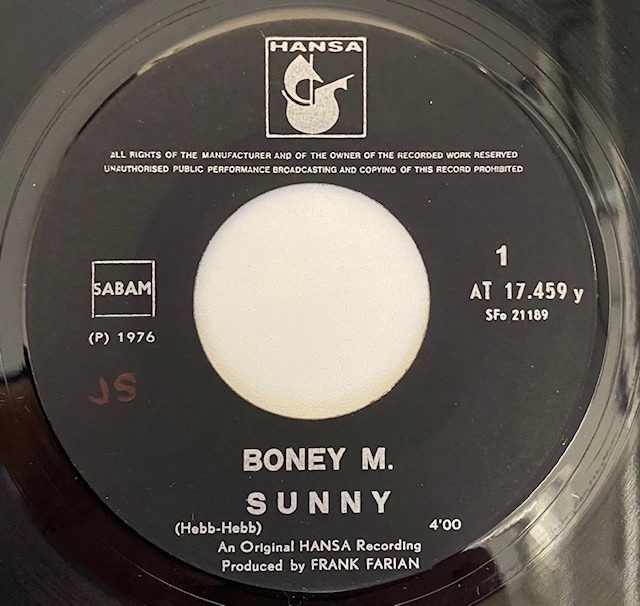 HANSA
ALL RIGHTS OF THE MANUFACTURER AND OF THE OWNER OF THE RECORDED WORK RESERVED
UNAUTHORISED PUBLIC PERFORMANCE BROADCASTING AND COPYING OF THIS RECORD PROHIBITED
SABAM
(P) 1976
JS
1
AT 17.459 y
SFo 21189
BONEY M.
SUNNY
(Hebb-Hebb) 4'00
An Original HANSA Recording
Produced by FRANK FARIAN